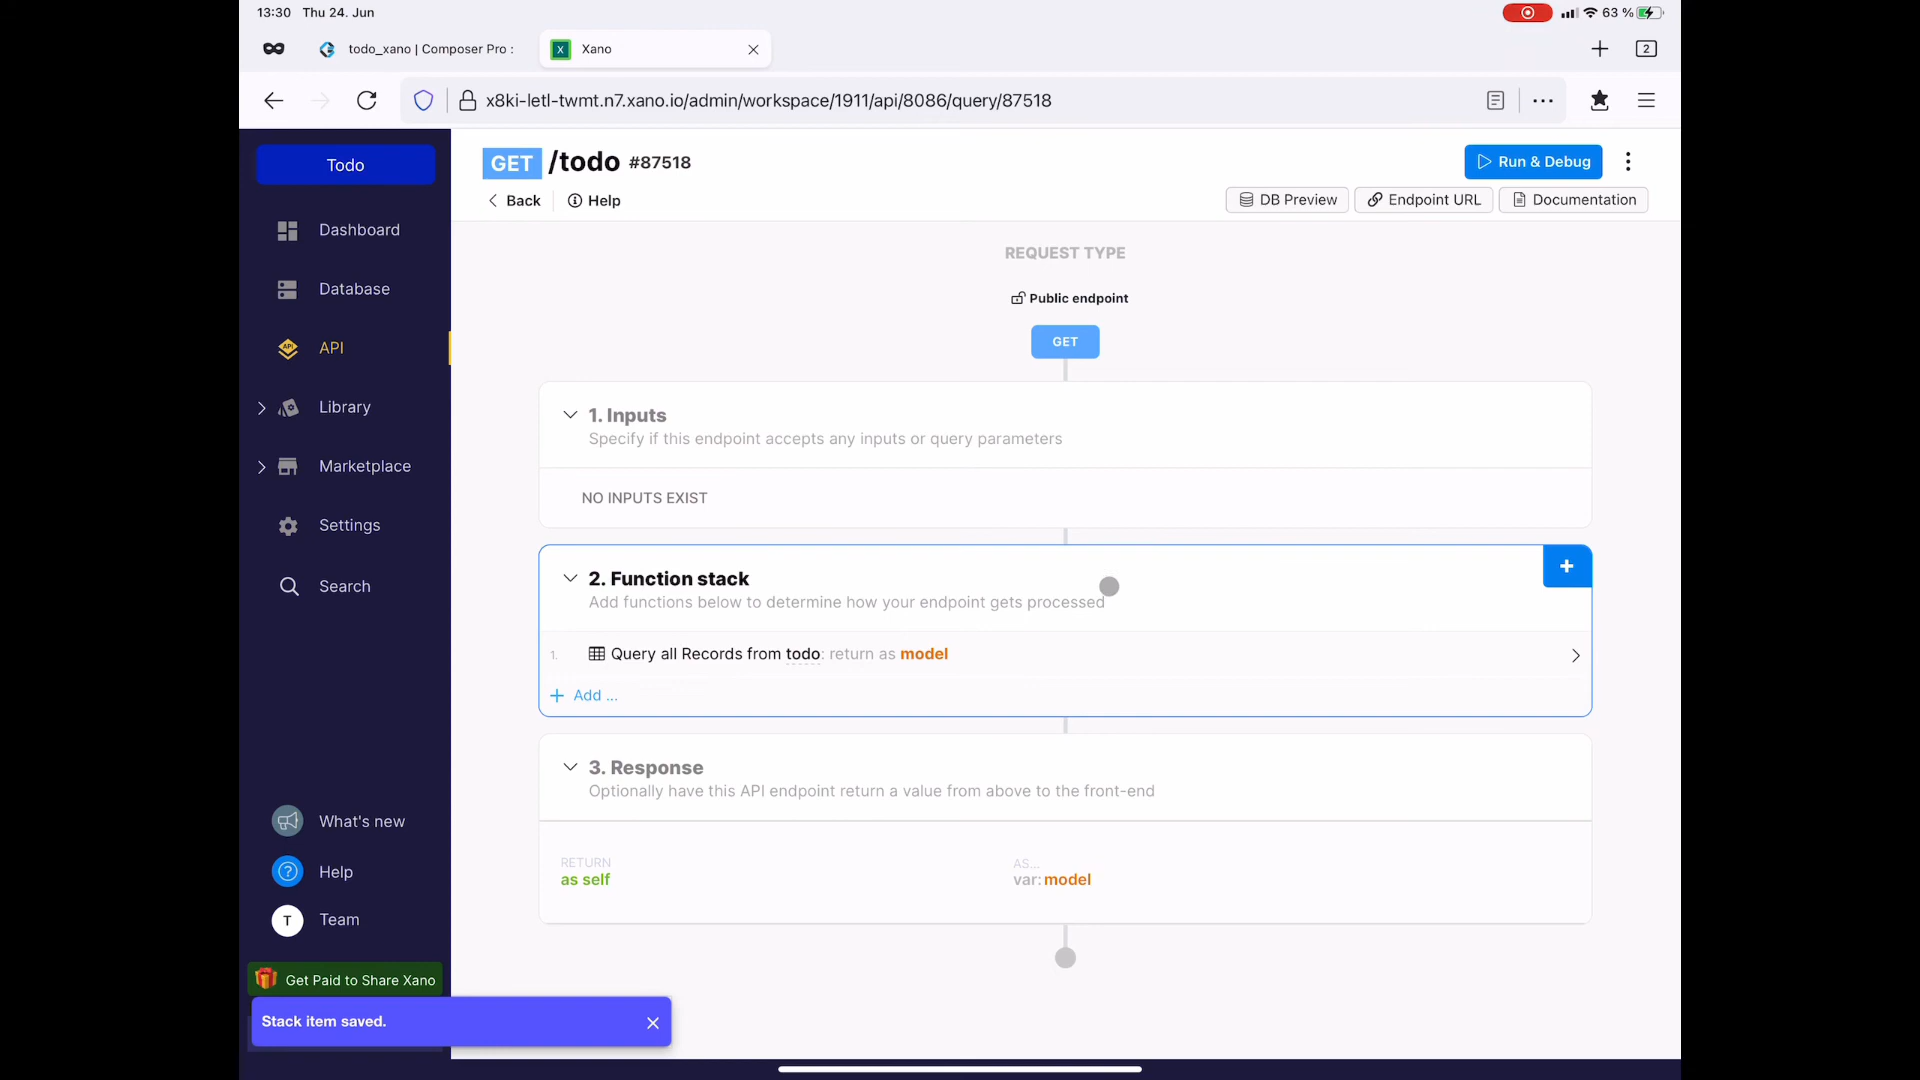 13:30 Thu 24. Jun
63 %
todo_xano | Composer Pro :
X Xano
2
x8ki-letl-twmt.n7.xano.io/admin/workspace/1911/api/8086/query/87518
Todo
Dashboard
Database
API
Library
Marketplace
Settings
Search
What's new
? Help
T Team
Get Paid to Share Xano
Stack item saved.
GET /todo #87518
Run & Debug
Back
Help
DB Preview
Endpoint URL
Documentation
REQUEST TYPE
Public endpoint
GET
1. Inputs
Specify if this endpoint accepts any inputs or query parameters
NO INPUTS EXIST
2. Function stack
Add functions below to determine how your endpoint gets processed
1. Query all Records from todo: return as model
+ Add ...
3. Response
Optionally have this API endpoint return a value from above to the front-end
RETURN
as self
AS...
var: model